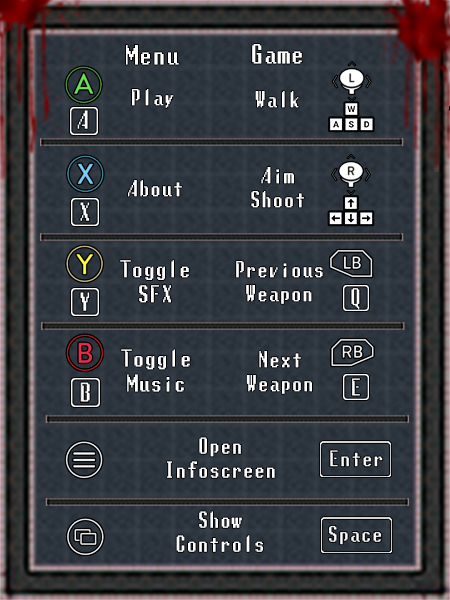 Menu Game
A
Play Walk L
A W
A S D
X
About Aim R
X Shoot
Y Toggle Previous LB
Y SFX Weapon Q
B Toggle Next RB
B Music Weapon E
Open
Infoscreen Enter
Show
Controls Space